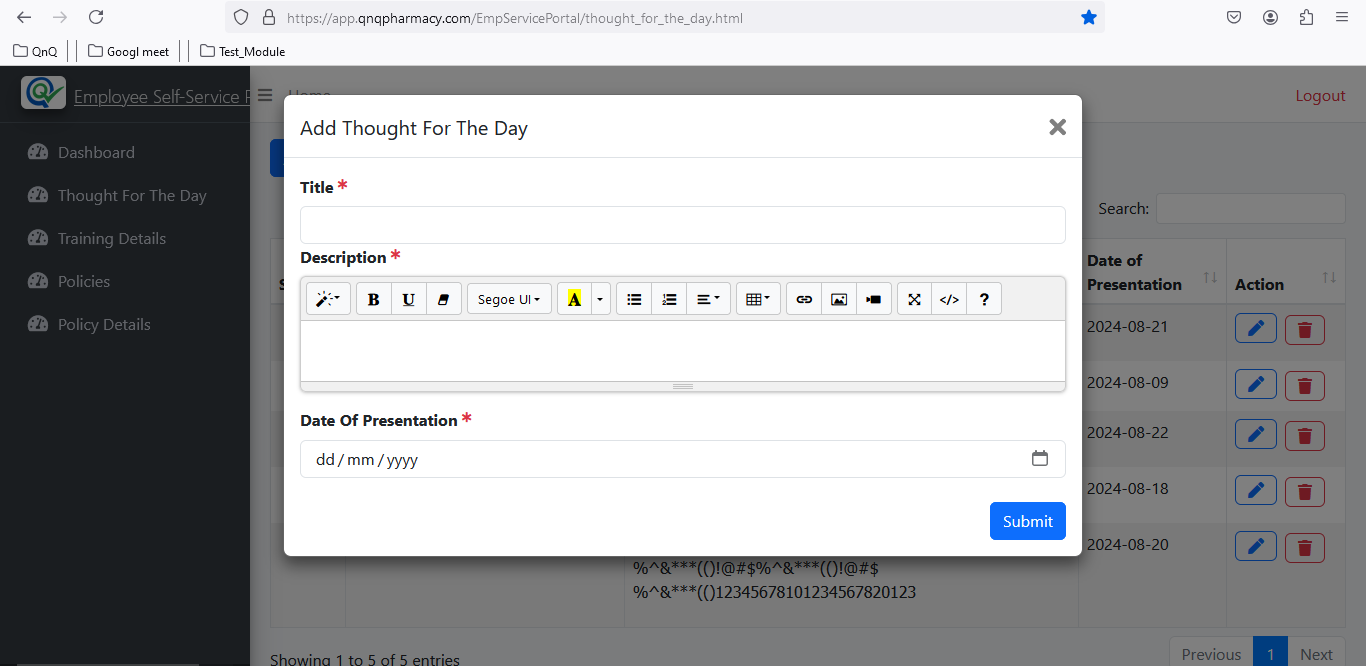 https://app.qnqpharmacy.com/EmpServicePortal/thought_for_the_day.html
QnQ
Googl meet
Test_Module
Employee Self-Service
Home
Logout
Dashboard
Thought For The Day
Training Details
Policies
Policy Details
Add Thought For The Day
Title *
Description *
B U Segoe UI A </> ?
Date Of Presentation *
dd / mm / yyyy
Submit
Search:
Date of
Presentation
Action
2024-08-21
2024-08-09
2024-08-22
2024-08-18
2024-08-20
%^&***(()!@#$%^&***(()!@#$
%^&***(()12345678101234567820123
Showing 1 to 5 of 5 entries
Previous 1 Next